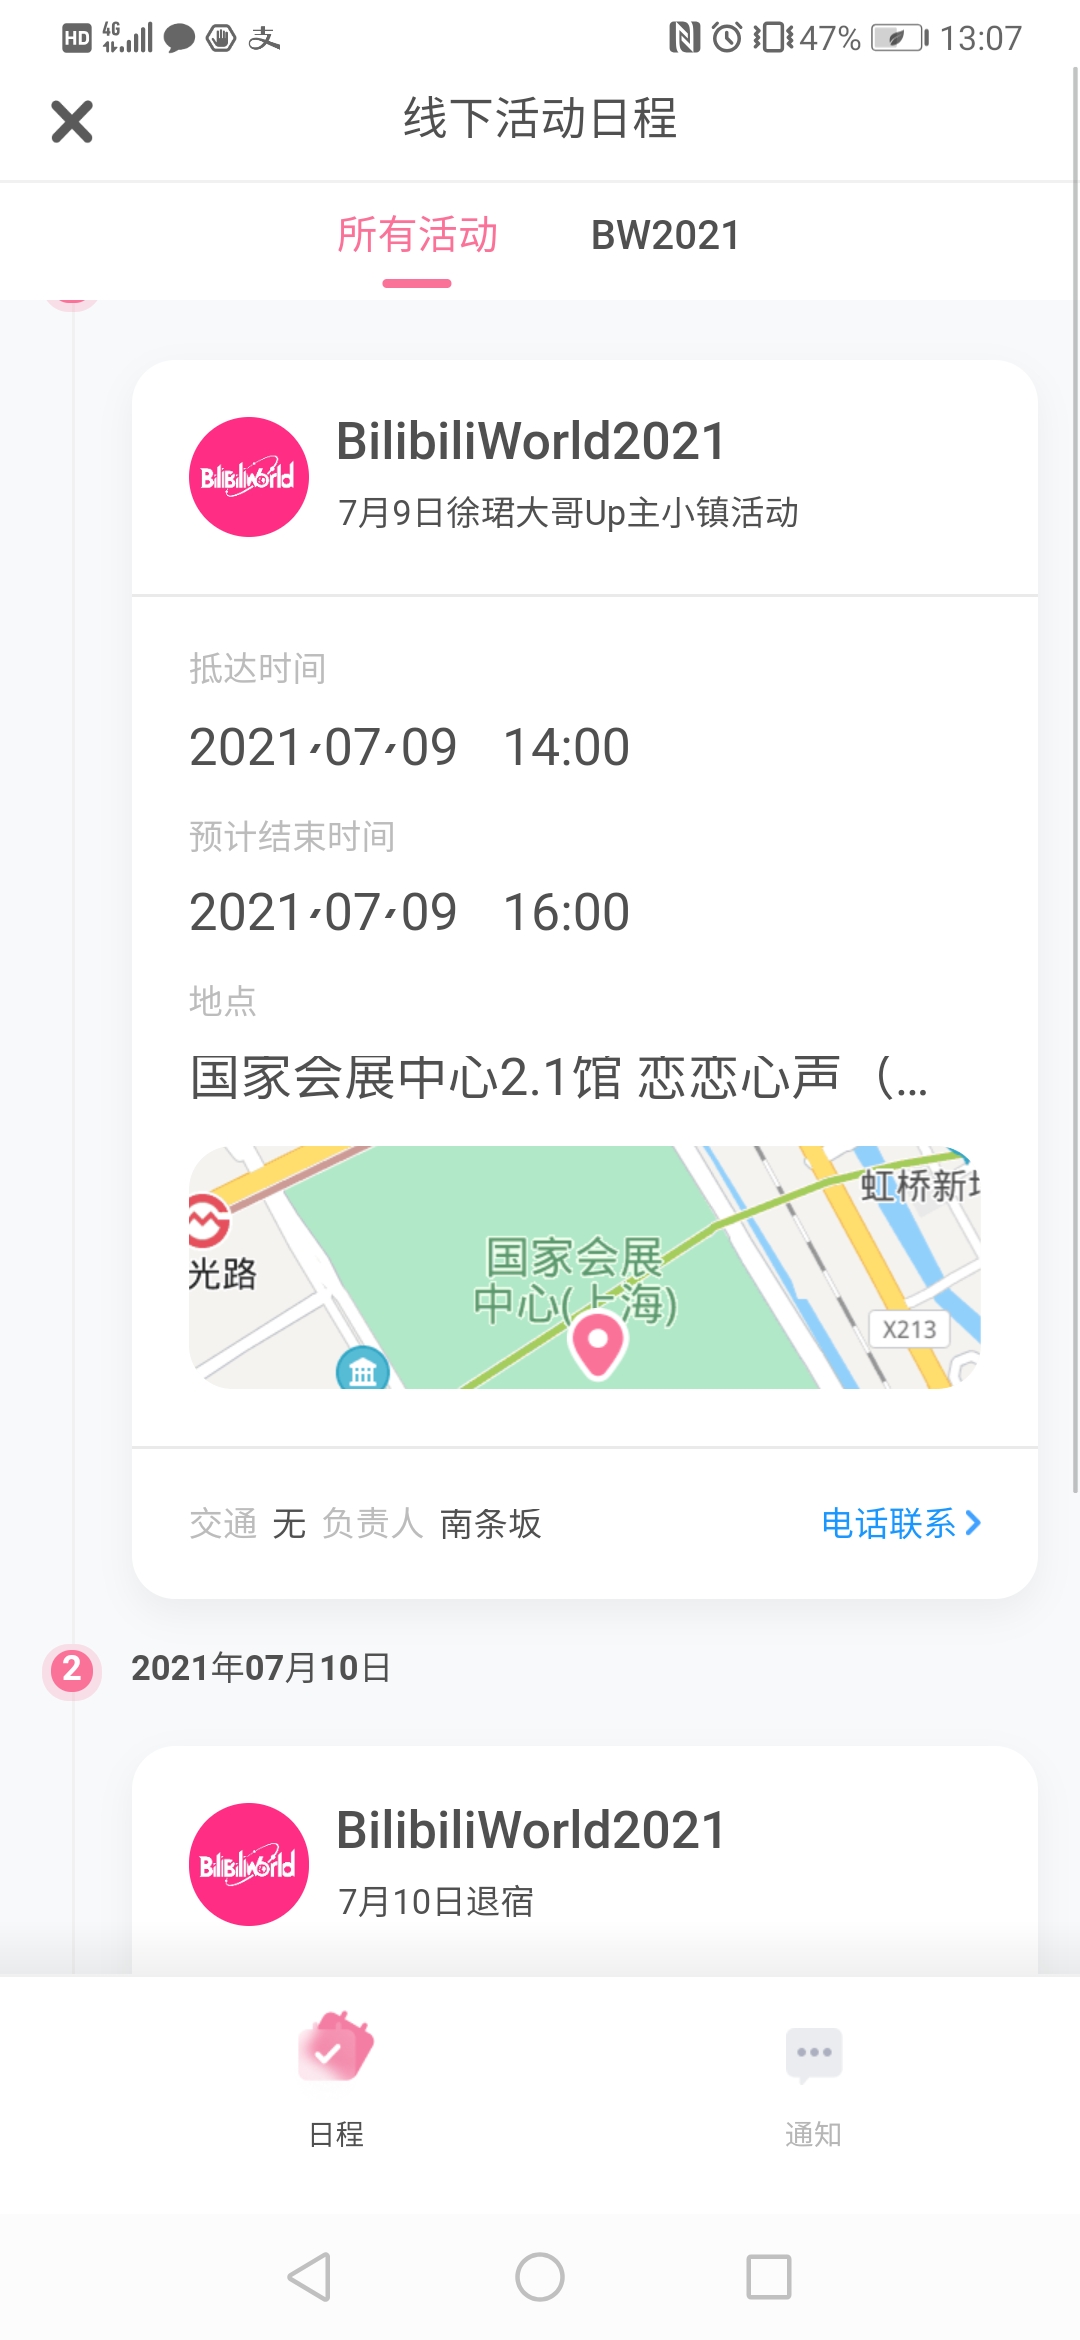 HD 4G 支 47% 13:07
线下活动日程
所有活动 BW2021
BilibiliWorld
BilibiliWorld2021
7月9日徐珺大哥Up主小镇活动
抵达时间
2021-07-09 14:00
预计结束时间
2021-07-09 16:00
地点
国家会展中心2.1馆 恋恋心声（...
虹桥新
光路
国家会展
中心(上海)
X213
交通 无 负责人 南条坂 电话联系
2 2021年07月10日
BilibiliWorld
BilibiliWorld2021
7月10日退宿
日程 通知